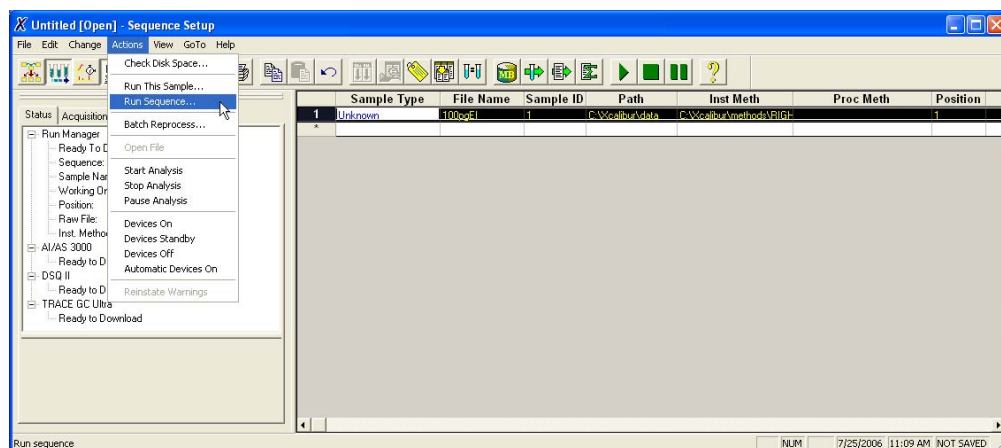 Untitled [Open] - Sequence Setup
File Edit Change Actions View GoTo Help
Check Disk Space...
Run This Sample...
Run Sequence...
Batch Reprocess...
Open File
Start Analysis
Stop Analysis
Pause Analysis
Devices On
Devices Standby
Devices Off
Automatic Devices On
Reinstate Warnings
Status Acquisition
Run Manager
Ready To D
Sequence:
Sample Nam
Working On
Position:
Raw File:
Inst. Metho
AI/AS 3000
Ready to D
DSQ II
Ready to D
TRACE GC Ultra
Ready to Download
MB
Sample Type File Name Sample ID Path Inst Meth Proc Meth Position
1 Unknown 100pgEI 1 C:\Xcalibur\data C:\Xcalibur\methods\RIGH 1
*
Run sequence NUM 7/25/2006 11:09 AM NOT SAVED